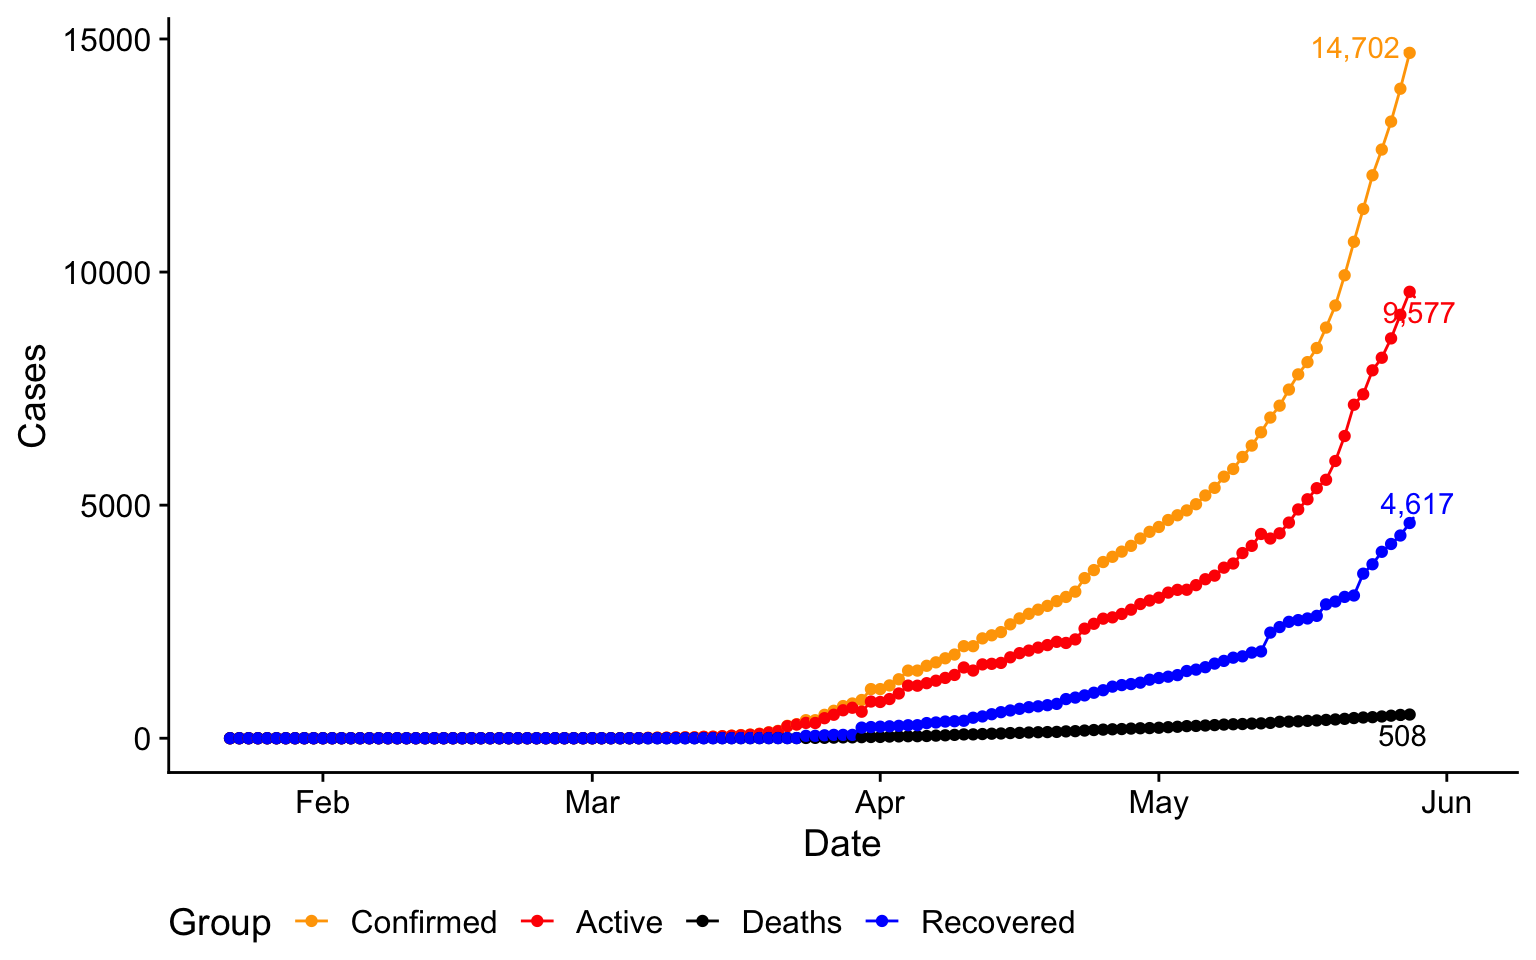 15000
14,702
10000
9,577
Cases
5000
4,617
0
508
Feb Mar Apr May Jun
Date
Group Confirmed Active Deaths Recovered